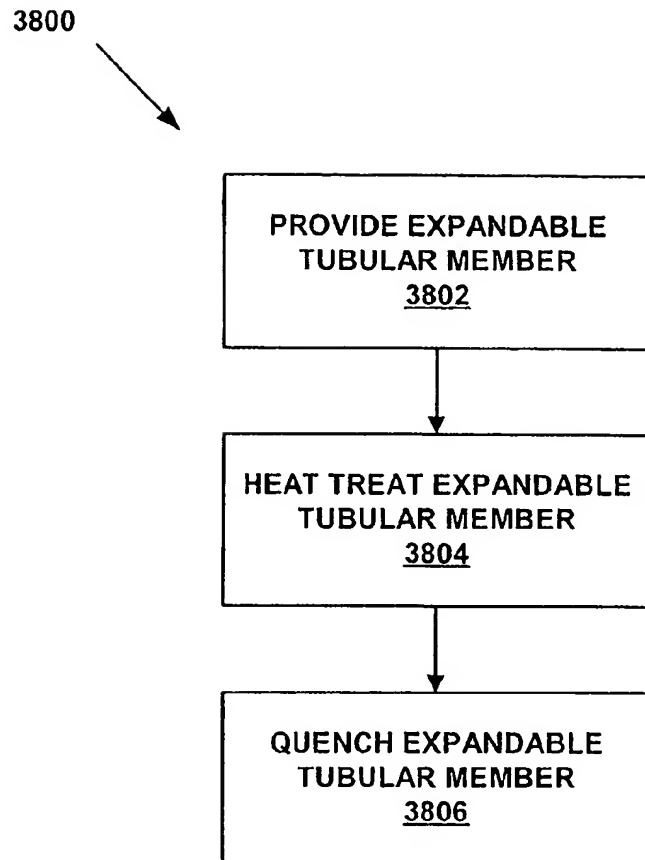 3800
PROVIDE EXPANDABLE
TUBULAR MEMBER
3802
HEAT TREAT EXPANDABLE
TUBULAR MEMBER
3804
QUENCH EXPANDABLE
TUBULAR MEMBER
3806